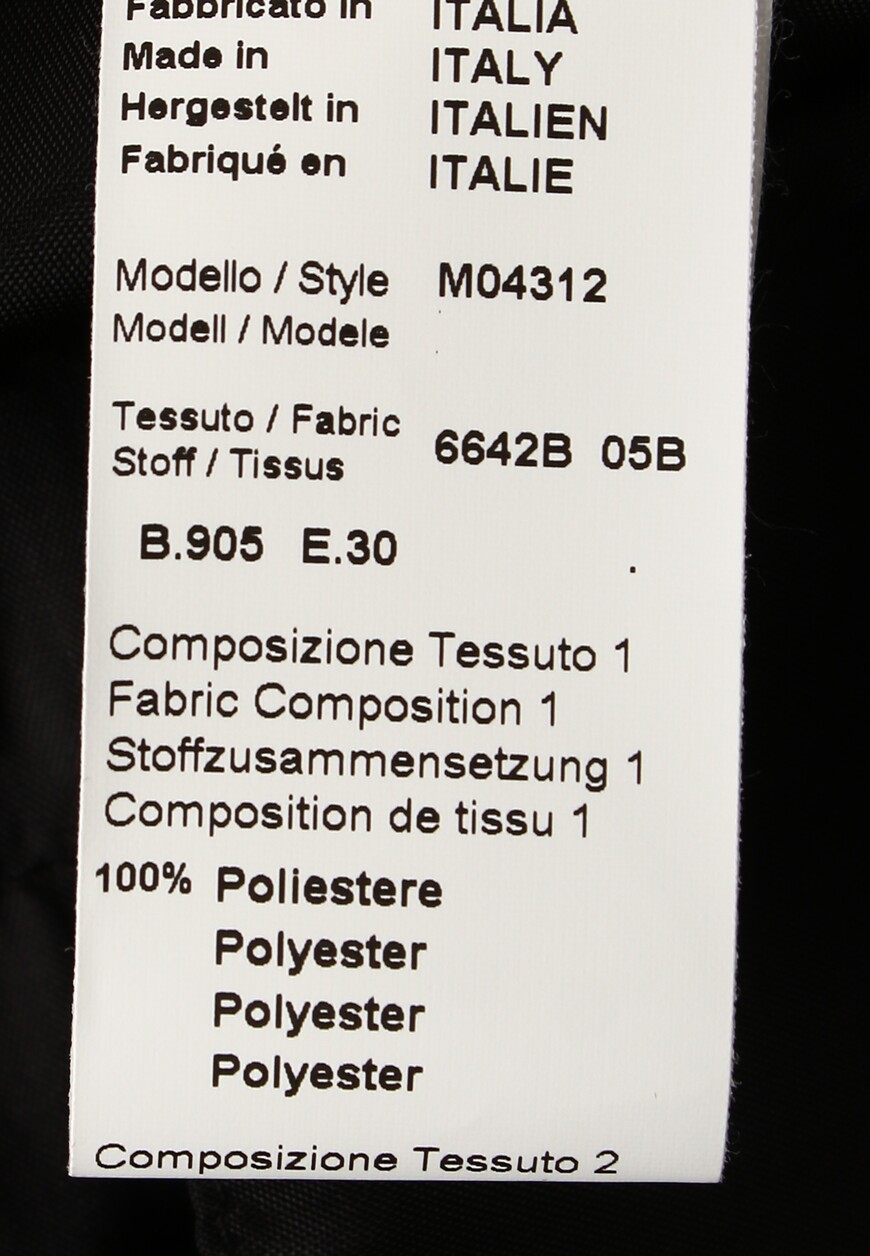 Fabbricato in ITALIA
Made in ITALY
Hergestelt in ITALIEN
Fabriqué en ITALIE
Modello / Style M04312
Modell / Modele
Tessuto / Fabric
6642B 05B
Stoff / Tissus
B.905 E.30
Composizione Tessuto 1
Fabric Composition 1
Stoffzusammensetzung 1
Composition de tissu 1
100% Poliestere
Polyester
Polyester
Polyester
Composizione Tessuto 2